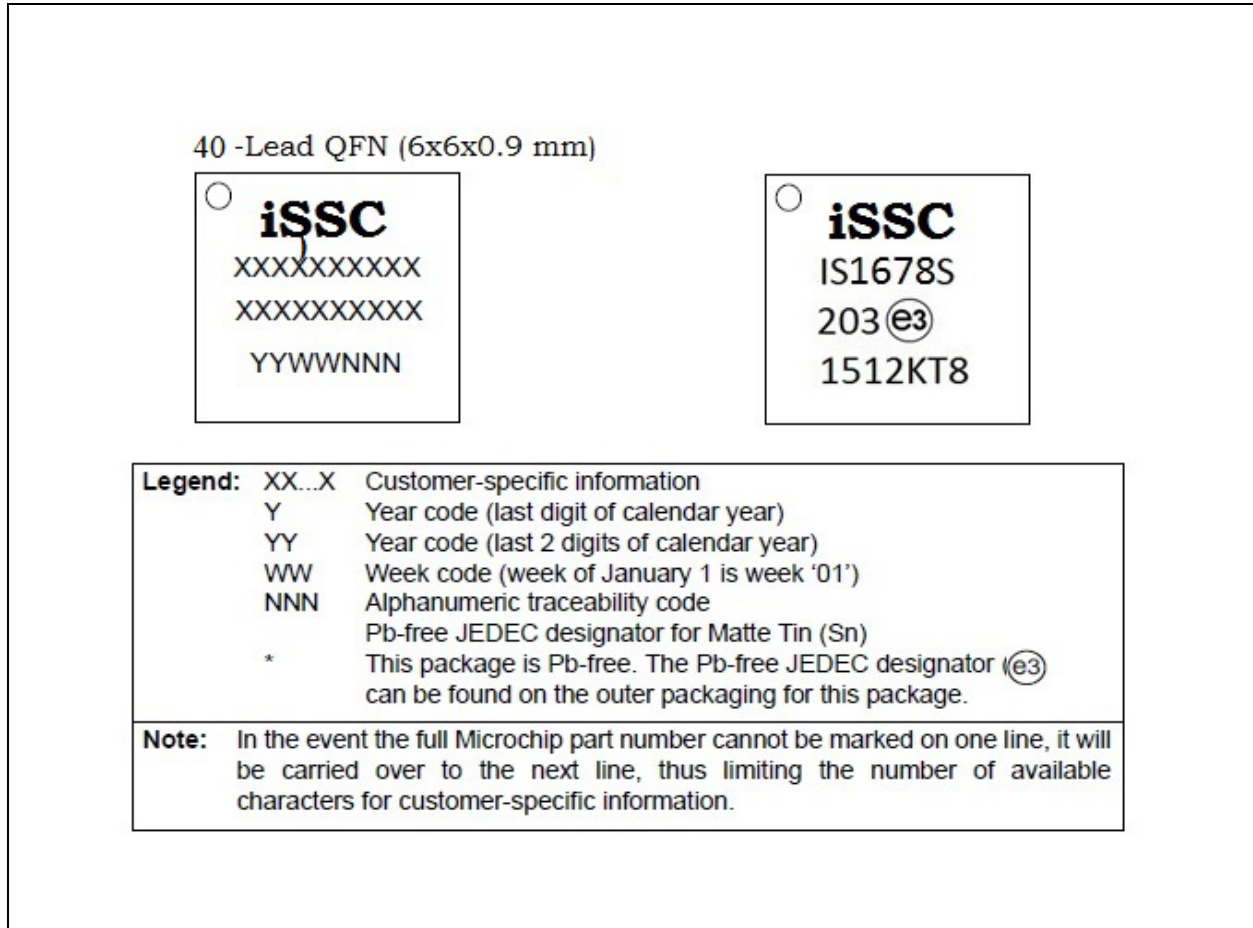 40 -Lead QFN (6x6x0.9 mm)
iSSC
)
XXXXXXXXXX
XXXXXXXXXX
YYWWNNN
iSSC
IS1678S
203 e3
1512KT8
Legend: XX...X Customer-specific information
Y Year code (last digit of calendar year)
YY Year code (last 2 digits of calendar year)
WW Week code (week of January 1 is week ‘01’)
NNN Alphanumeric traceability code
Pb-free JEDEC designator for Matte Tin (Sn)
* This package is Pb-free. The Pb-free JEDEC designator (e3)
can be found on the outer packaging for this package.
Note: In the event the full Microchip part number cannot be marked on one line, it will
be carried over to the next line, thus limiting the number of available
characters for customer-specific information.